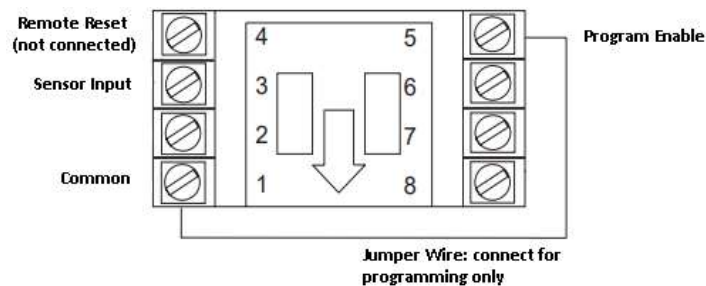 Remote Reset
(not connected)
4 5
Program Enable
Sensor Input
3 6
2 7
Common
1 8
Jumper Wire: connect for
programming only